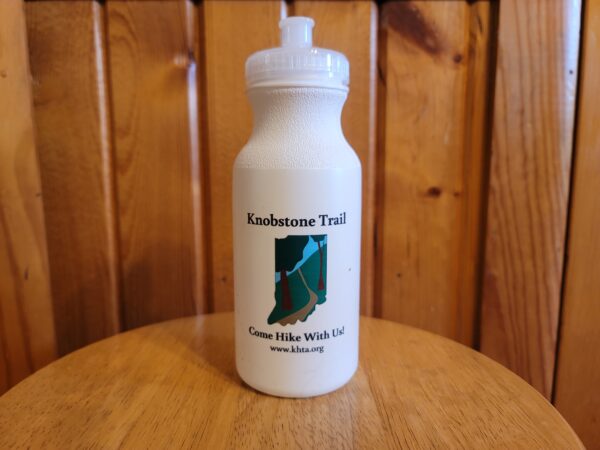 Knobstone Trail
Come Hike With Us!
www.khta.org